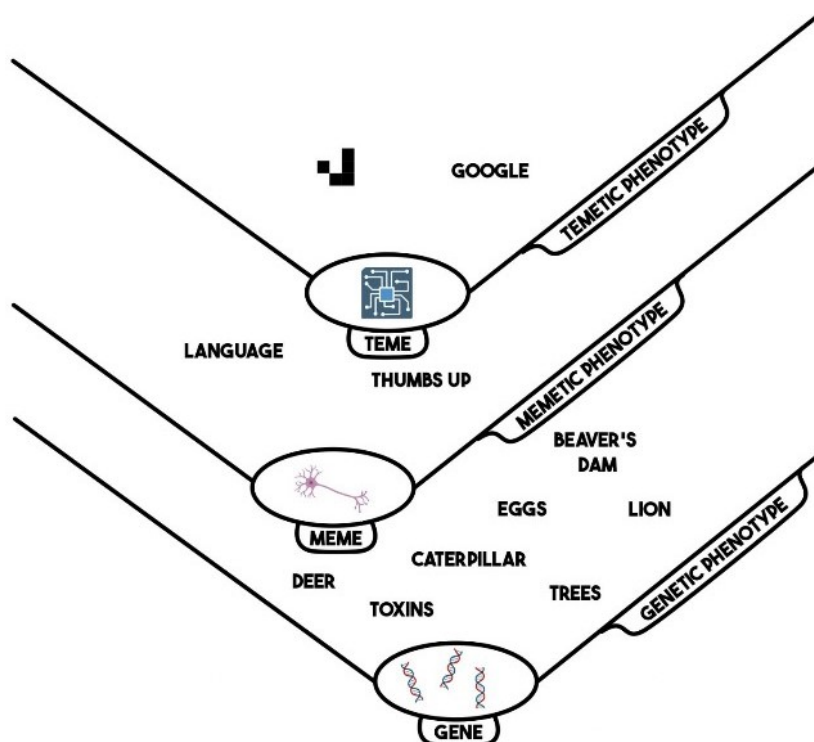 GOOGLE
TEMETIC PHENOTYPE
TEME
LANGUAGE
THUMBS UP
MEMETIC PHENOTYPE
BEAVER'S
DAM
EGGS
LION
MEME
CATERPILLAR
DEER
TREES
TOXINS
GENETIC PHENOTYPE
GENE